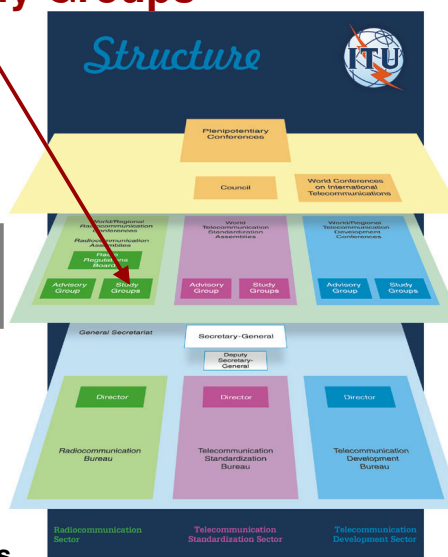 y Groups
Structure
ITU
Plenipotentiary
Conferences
Council
World Conferences
on International
Telecommunications
World/Regional
Radiocommunication
Conferences
Radiocommunication
Assemblies
Radio
Regulations
Board
Advisory
Group
Study
Groups
World
Telecommunication
Standardization
Assemblies
Advisory
Group
Study
Groups
World/Regional
Telecommunication
Development
Conferences
Advisory
Group
Study
Groups
General Secretariat
Secretary-General
Deputy
Secretary-
General
Director
Radiocommunication
Bureau
Director
Telecommunication
Standardization
Bureau
Director
Telecommunication
Development
Bureau
Radiocommunication
Sector
Telecommunication
Standardization Sector
Telecommunication
Development Sector
s